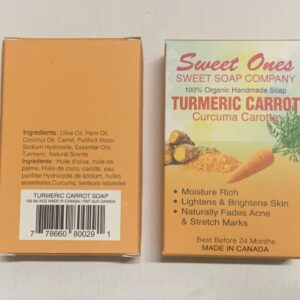 Ingredients: Olive Oil, Palm Oil,
Coconut Oil, Carrot, Purified Water
Sodium Hydroxide, Essential Oils,
Turmeric, Natural Scents.
Ingrédients : Huile d'olive, huile de
palme, Huile de coco, carotte, eau
purifiée Hydroxyde de sodium, huiles
essentielles Curcuma, senteurs naturelles
TURMERIC CARROT SOAP
MADE IN CANADA
7 78660 80029 1
Sweet Ones
SWEET SOAP COMPANY
100% Organic Handmade Soap
TURMERIC CARROT
Curcuma Carotte
• Moisture Rich
• Lightens & Brightens Skin
• Naturally Fades Acne
& Stretch Marks
Best Before 24 Months
MADE IN CANADA